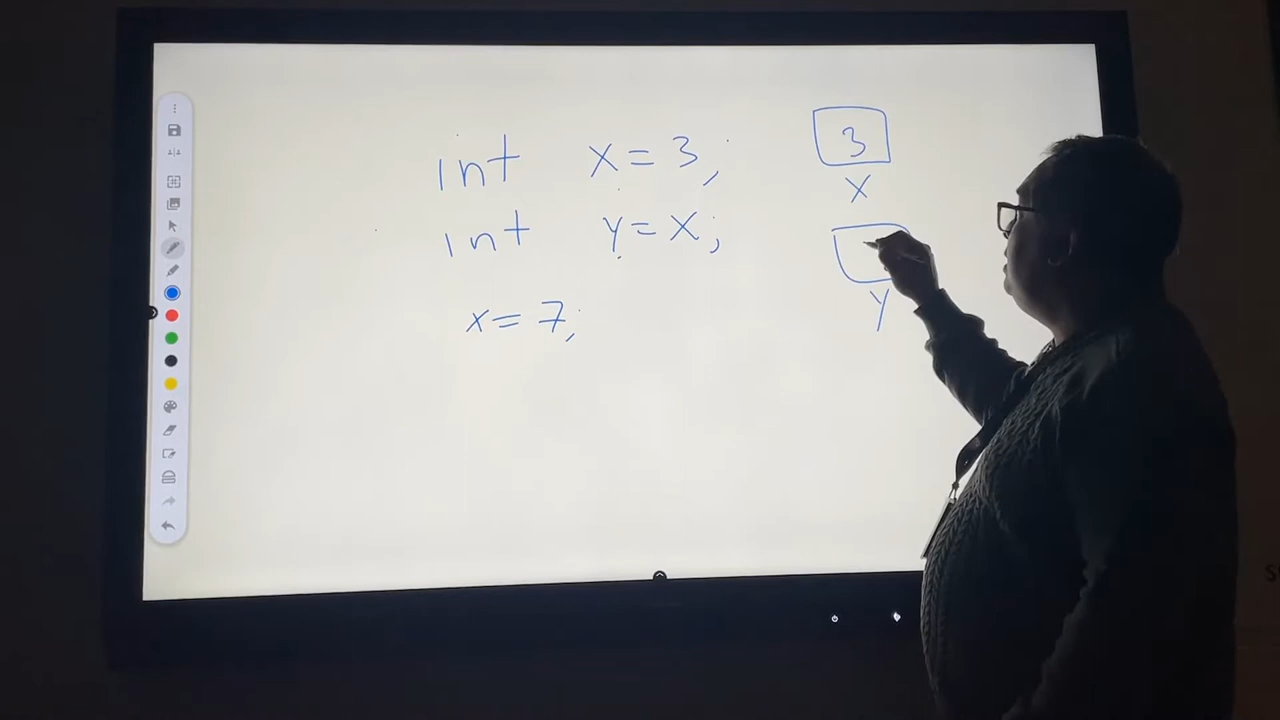 int x = 3;
int y = x;
x = 7;
3
x
y